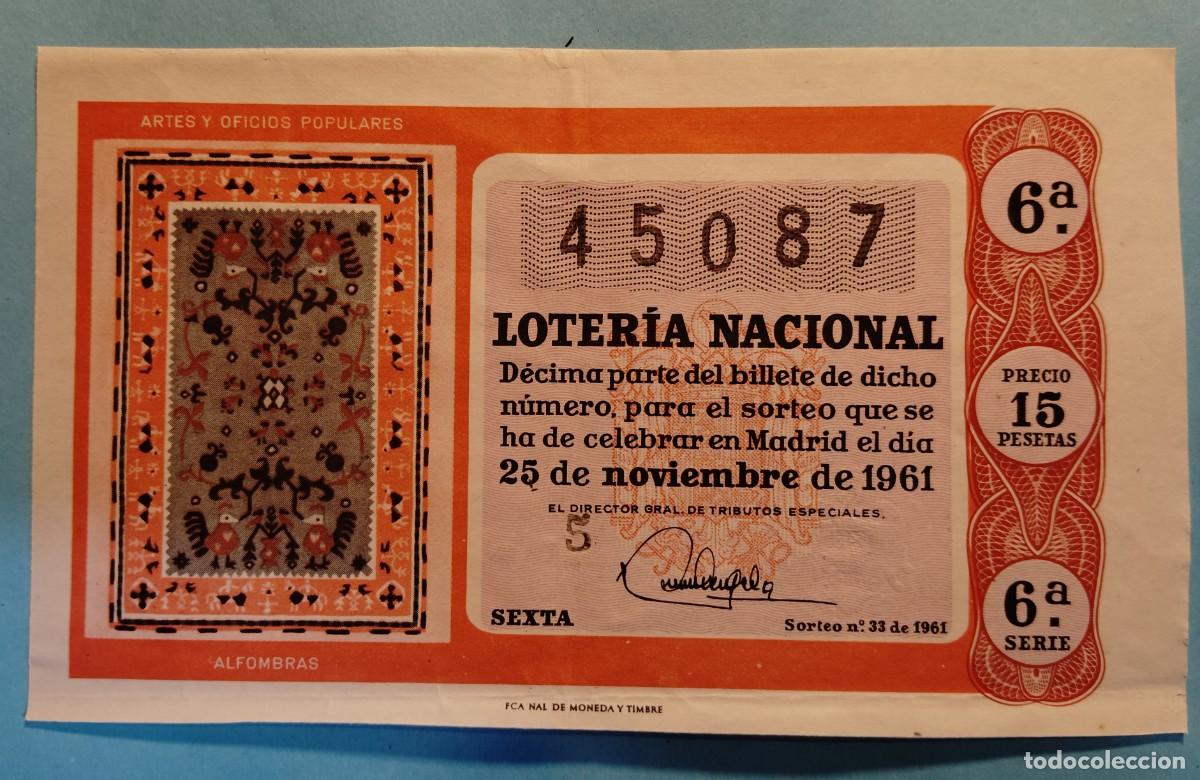 ARTES Y OFICIOS POPULARES
ALFOMBRAS
45087
LOTERÍA NACIONAL
Décima parte del billete de dicho
número, para el sorteo que se
ha de celebrar en Madrid el día
25 de noviembre de 1961
EL DIRECTOR GRAL. DE TRIBUTOS ESPECIALES,
5
SEXTA
Sorteo nº. 33 de 1961
6ª.
PRECIO
15
PESETAS
6ª.
SERIE
FCA NAL DE MONEDA Y TIMBRE
todocoleccion